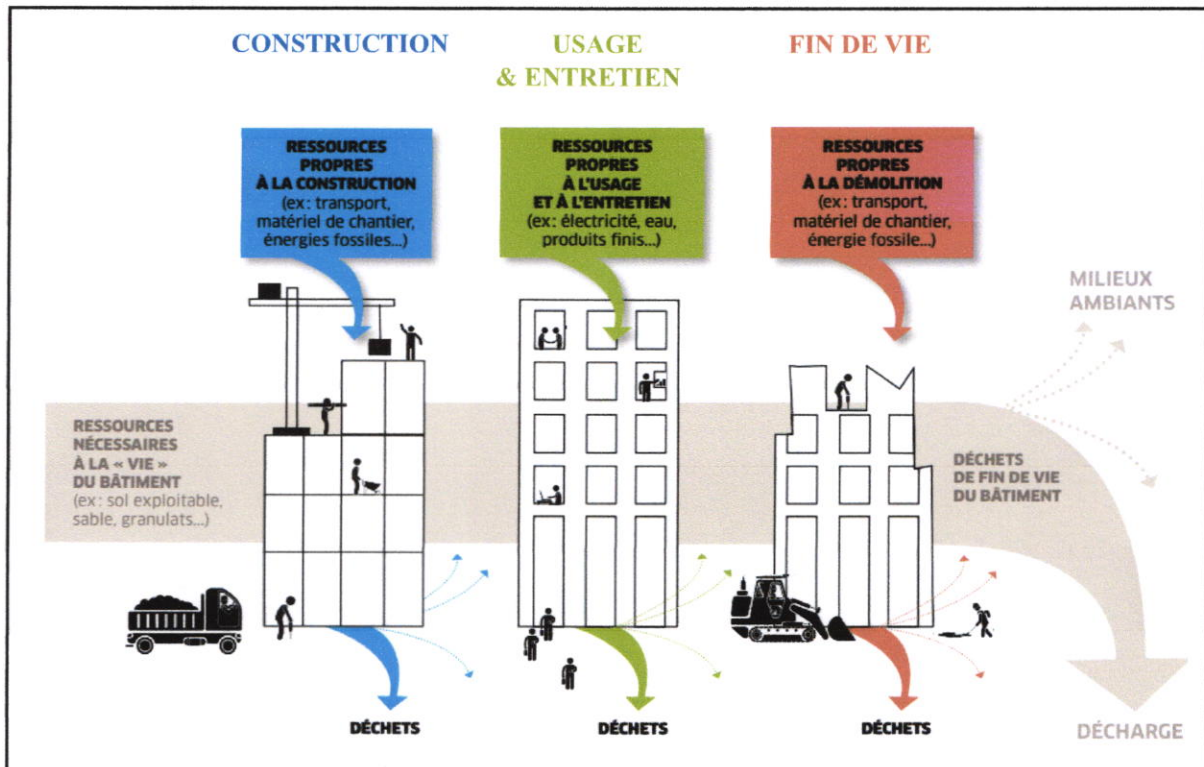 CONSTRUCTION
USAGE
& ENTRETIEN
FIN DE VIE
RESSOURCES
PROPRES
À LA CONSTRUCTION
(ex : transport,
matériel de chantier,
énergies fossiles...)
RESSOURCES
PROPRES
À L'USAGE
ET À L'ENTRETIEN
(ex : électricité, eau,
produits finis...)
RESSOURCES
PROPRES
À LA DÉMOLITION
(ex : transport,
matériel de chantier,
énergie fossile...)
MILIEUX
AMBIANTS
RESSOURCES
NÉCESSAIRES
À LA « VIE »
DU BÂTIMENT
(ex : sol exploitable,
sable, granulats...)
DÉCHETS
DE FIN DE VIE
DU BÂTIMENT
DÉCHETS
DÉCHETS
DÉCHETS
DÉCHARGE